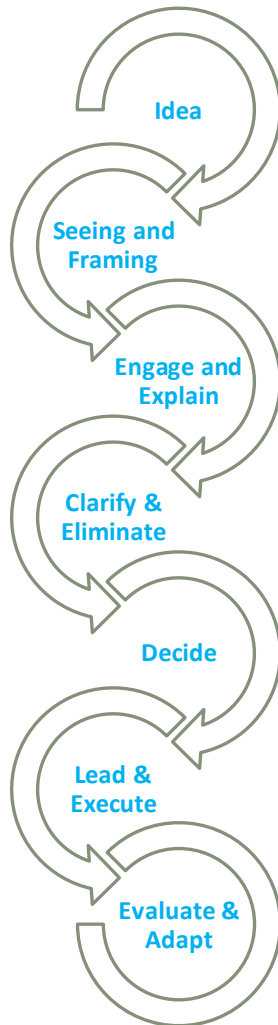 Idea
Seeing and
Framing
Engage and
Explain
Clarify &
Eliminate
Decide
Lead &
Execute
Evaluate &
Adapt